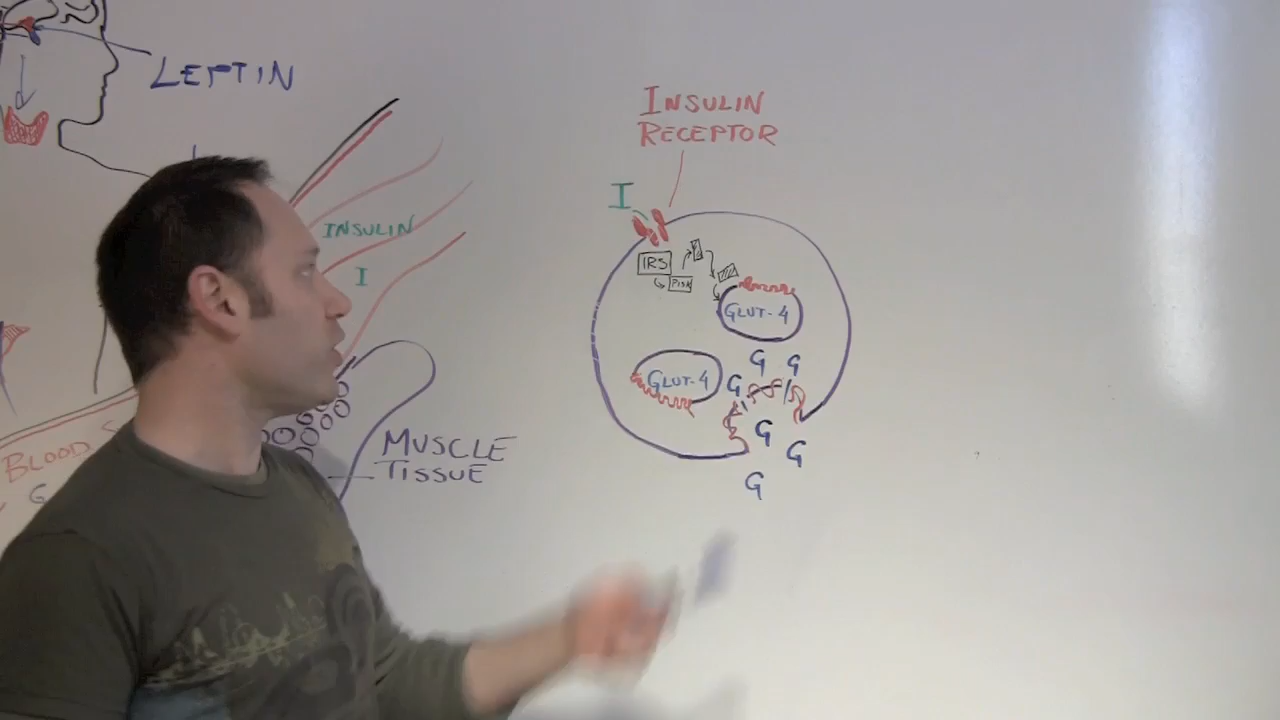 LEPTIN
INSULIN
RECEPTOR
I
INSULIN
I
IRS
PI3K
GLUT-4
G G
GLUT-4 G
G
G
G
MUSCLE
TISSUE
BLOOD
G